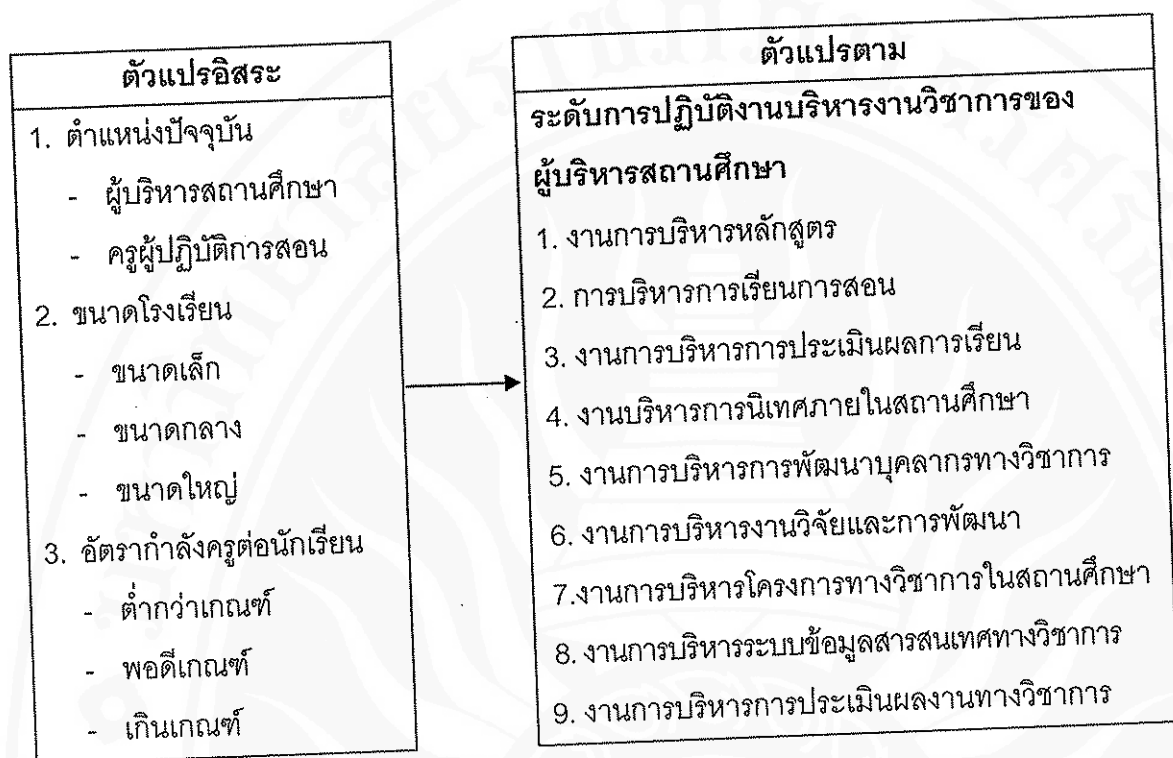 ตัวแปรอิสระ
1. ตำแหน่งปัจจุบัน
- ผู้บริหารสถานศึกษา
- ครูผู้ปฏิบัติการสอน
2. ขนาดโรงเรียน
- ขนาดเล็ก
- ขนาดกลาง
- ขนาดใหญ่
3. อัตรากำลังครูต่อนักเรียน
- ต่ำกว่าเกณฑ์
- พอดีเกณฑ์
- เกินเกณฑ์
ตัวแปรตาม
ระดับการปฏิบัติงานบริหารงานวิชาการของ
ผู้บริหารสถานศึกษา
1. งานการบริหารหลักสูตร
2. การบริหารการเรียนการสอน
3. งานการบริหารการประเมินผลการเรียน
4. งานบริหารการนิเทศภายในสถานศึกษา
5. งานการบริหารการพัฒนาบุคลากรทางวิชาการ
6. งานการบริหารงานวิจัยและการพัฒนา
7.งานการบริหารโครงการทางวิชาการในสถานศึกษา
8. งานการบริหารระบบข้อมูลสารสนเทศทางวิชาการ
9. งานการบริหารการประเมินผลงานทางวิชาการ